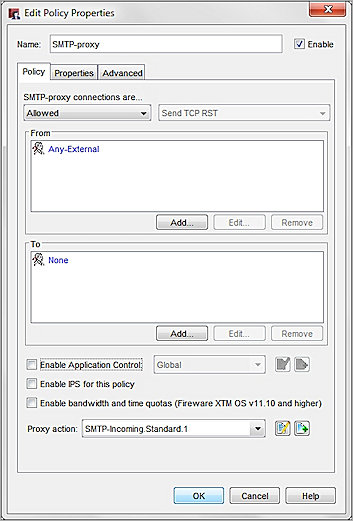 Edit Policy Properties
Name: SMTP-proxy Enable
Policy Properties Advanced
SMTP-proxy connections are...
Allowed Send TCP RST
From
Any-External
Add... Edit... Remove
To
None
Add... Edit... Remove
Enable Application Control: Global
Enable IPS for this policy
Enable bandwidth and time quotas (Fireware XTM OS v11.10 and higher)
Proxy action: SMTP-Incoming.Standard.1
OK Cancel Help